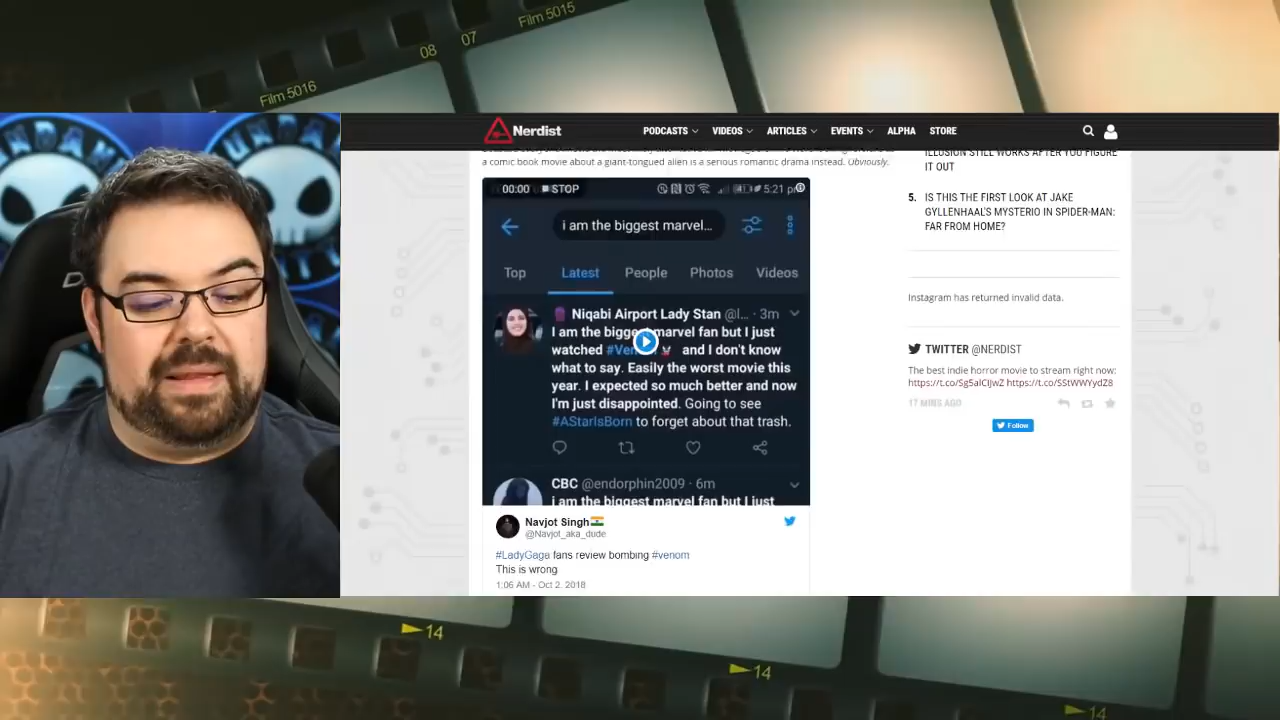 Film 5015
07
08
Film 5016
Nerdist
PODCASTS
VIDEOS
ARTICLES
EVENTS
ALPHA
STORE
a comic book movie about a giant-tongued alien is a serious romantic drama instead. Obviously.
00:00 STOP
5:21
i am the biggest marvel...
Top
Latest
People
Photos
Videos
Niqabi Airport Lady Stan @l... · 3m
I am the biggest marvel fan but I just
watched and I don't know
what to say. Easily the worst movie this
year. I expected so much better and now
I'm just disappointed. Going to see
#AStarIsBorn to forget about that trash.
CBC @endorphin2009 · 6m
i am the biggest marvel fan but I just
Navjot Singh
@Navjot_aka_dude
#LadyGaga fans review bombing #venom
This is wrong
1:06 AM - Oct 2, 2018
ILLUSION STILL WORKS AFTER YOU FIGURE
IT OUT
5. IS THIS THE FIRST LOOK AT JAKE
GYLLENHAAL'S MYSTERIO IN SPIDER-MAN:
FAR FROM HOME?
Instagram has returned invalid data.
TWITTER @NERDIST
The best indie horror movie to stream right now:
https://t.co/Sg5aICIjwZ https://t.co/SStWWYydZ8
17 MINS AGO
Follow
14
14
14